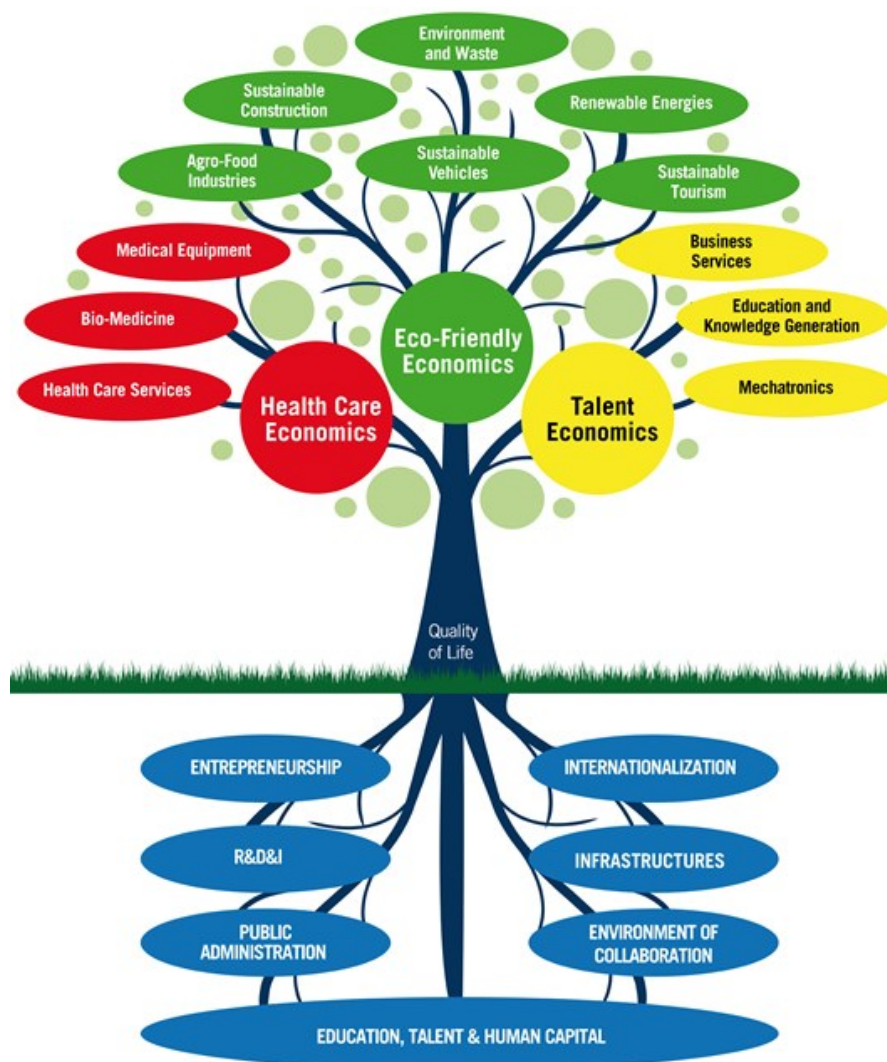 Environment
and Waste
Sustainable
Construction
Renewable Energies
Agro-Food
Industries
Sustainable
Vehicles
Sustainable
Tourism
Medical Equipment
Business
Services
Bio-Medicine
Education and
Knowledge Generation
Health Care Services
Mechatronics
Eco-Friendly
Economics
Health Care
Economics
Talent
Economics
Quality
of Life
ENTREPRENEURSHIP
INTERNATIONALIZATION
R&D&I
INFRASTRUCTURES
PUBLIC
ADMINISTRATION
ENVIRONMENT OF
COLLABORATION
EDUCATION, TALENT & HUMAN CAPITAL